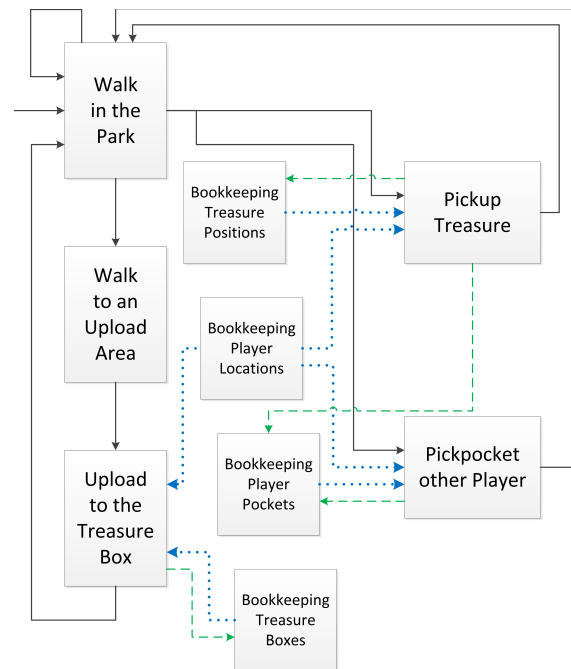 Walk
in the
Park
Bookkeeping
Treasure
Positions
Pickup
Treasure
Walk
to an
Upload
Area
Bookkeeping
Player
Locations
Upload
to the
Treasure
Box
Bookkeeping
Player
Pockets
Pickpocket
other Player
Bookkeeping
Treasure
Boxes